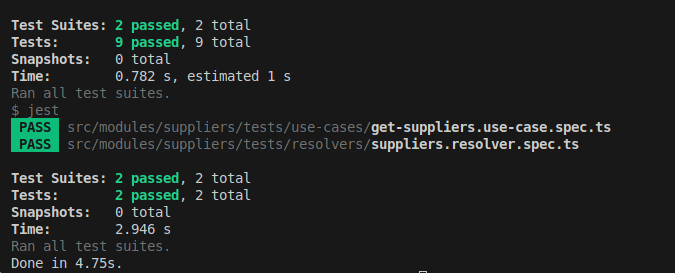 Test Suites: 2 passed, 2 total
Tests:       9 passed, 9 total
Snapshots:   0 total
Time:        0.782 s, estimated 1 s
Ran all test suites.
$ jest
PASS src/modules/suppliers/tests/use-cases/get-suppliers.use-case.spec.ts
PASS src/modules/suppliers/tests/resolvers/suppliers.resolver.spec.ts
Test Suites: 2 passed, 2 total
Tests:       2 passed, 2 total
Snapshots:   0 total
Time:        2.946 s
Ran all test suites.
Done in 4.75s.